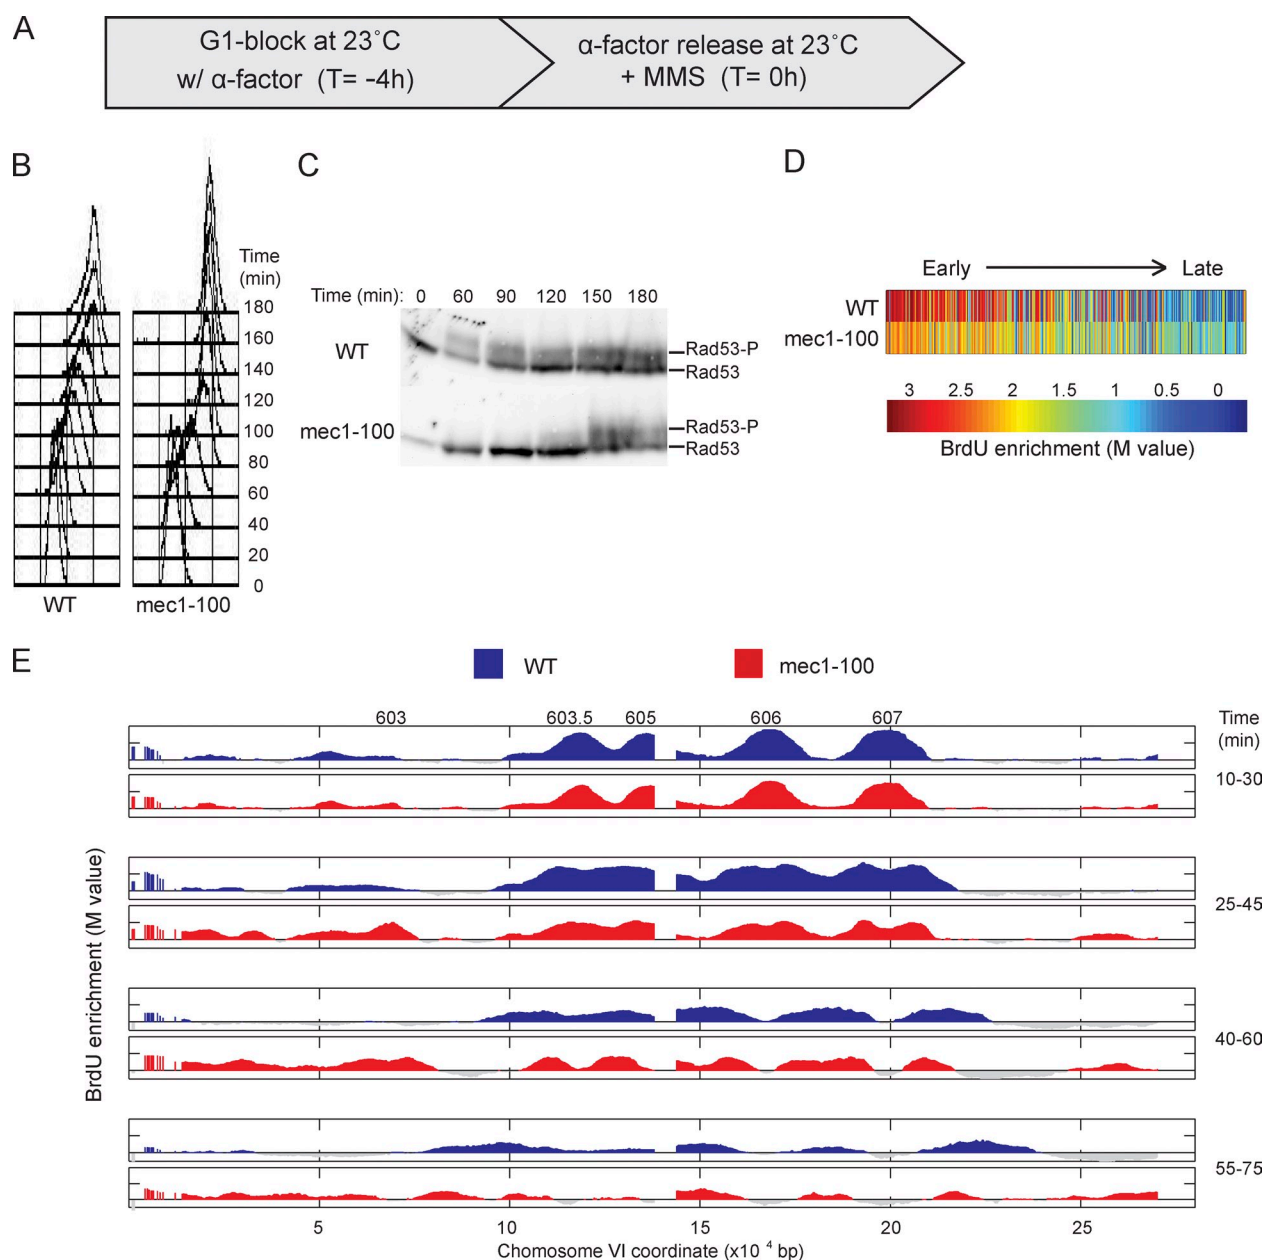 A
G1-block at 23˚C
w/ α-factor (T= -4h)
α-factor release at 23˚C
+ MMS (T= 0h)
B
Time
(min)
180
160
140
120
100
80
60
40
20
0
WT
mec1-100
C
Time (min): 0 60 90 120 150 180
WT
Rad53-P
Rad53
mec1-100
Rad53-P
Rad53
D
Early
Late
WT
mec1-100
3 2.5 2 1.5 1 0.5 0
BrdU enrichment (M value)
E
WT
mec1-100
603 603.5 605 606 607
Time
(min)
10-30
25-45
40-60
55-75
BrdU enrichment (M value)
5 10 15 20 25
Chromosome VI coordinate (x10 4 bp)